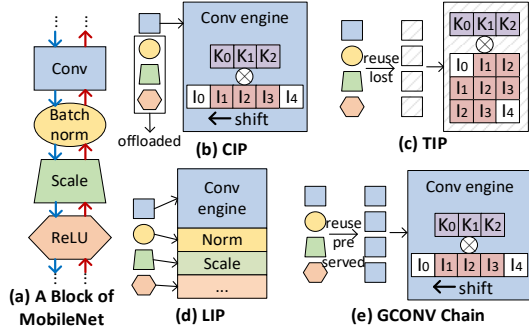 Conv
Batch
norm
Scale
ReLU
(a) A Block of
MobileNet
offloaded
Conv engine
K0 K1 K2
I0 I1 I2 I3 I4
shift
(b) CIP
reuse
lost
K0 K1 K2
I0 I1 I2
I1 I2 I3
I2 I3 I4
(c) TIP
Conv
engine
Norm
Scale
...
(d) LIP
reuse
pre
served
Conv engine
K0 K1 K2
I0 I1 I2 I3 I4
shift
(e) GCONV Chain